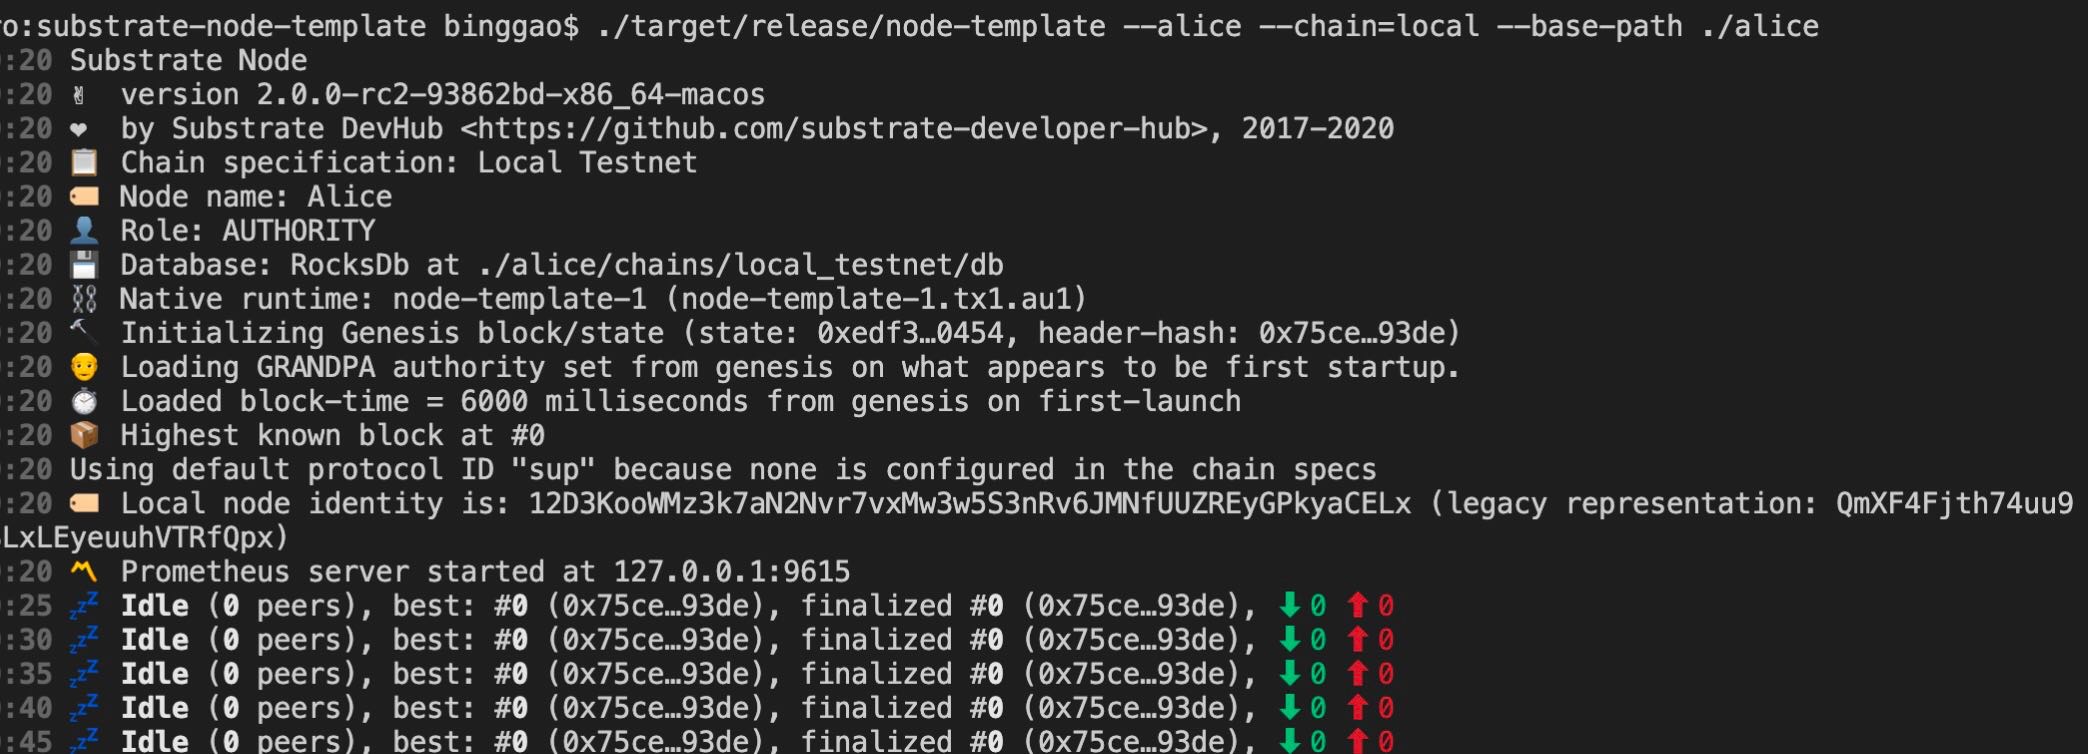 ro:substrate-node-template binggao$ ./target/release/node-template --alice --chain=local --base-path ./alice
:20 Substrate Node
:20 ✌️ version 2.0.0-rc2-93862bd-x86_64-macos
:20 ❤️ by Substrate DevHub <https://github.com/substrate-developer-hub>, 2017-2020
:20 📋 Chain specification: Local Testnet
:20 🏷 Node name: Alice
:20 👤 Role: AUTHORITY
:20 💾 Database: RocksDb at ./alice/chains/local_testnet/db
:20 ⛓ Native runtime: node-template-1 (node-template-1.tx1.au1)
:20 🔨 Initializing Genesis block/state (state: 0xedf3…0454, header-hash: 0x75ce…93de)
:20 👴 Loading GRANDPA authority set from genesis on what appears to be first startup.
:20 ⏱ Loaded block-time = 6000 milliseconds from genesis on first-launch
:20 📦 Highest known block at #0
:20 Using default protocol ID "sup" because none is configured in the chain specs
:20 🏷 Local node identity is: 12D3KooWMz3k7aN2Nvr7vxMw3w5S3nRv6JMNfUUZREyGPkyaCELx (legacy representation: QmXF4Fjth74uu9
LxLEyeuuhVTRfQpx)
:20 〽️ Prometheus server started at 127.0.0.1:9615
:25 💤 Idle (0 peers), best: #0 (0x75ce…93de), finalized #0 (0x75ce…93de), ⬇ 0 ⬆ 0
:30 💤 Idle (0 peers), best: #0 (0x75ce…93de), finalized #0 (0x75ce…93de), ⬇ 0 ⬆ 0
:35 💤 Idle (0 peers), best: #0 (0x75ce…93de), finalized #0 (0x75ce…93de), ⬇ 0 ⬆ 0
:40 💤 Idle (0 peers), best: #0 (0x75ce…93de), finalized #0 (0x75ce…93de), ⬇ 0 ⬆ 0
:45 💤 Idle (0 peers), best: #0 (0x75ce…93de), finalized #0 (0x75ce…93de), ⬇ 0 ⬆ 0